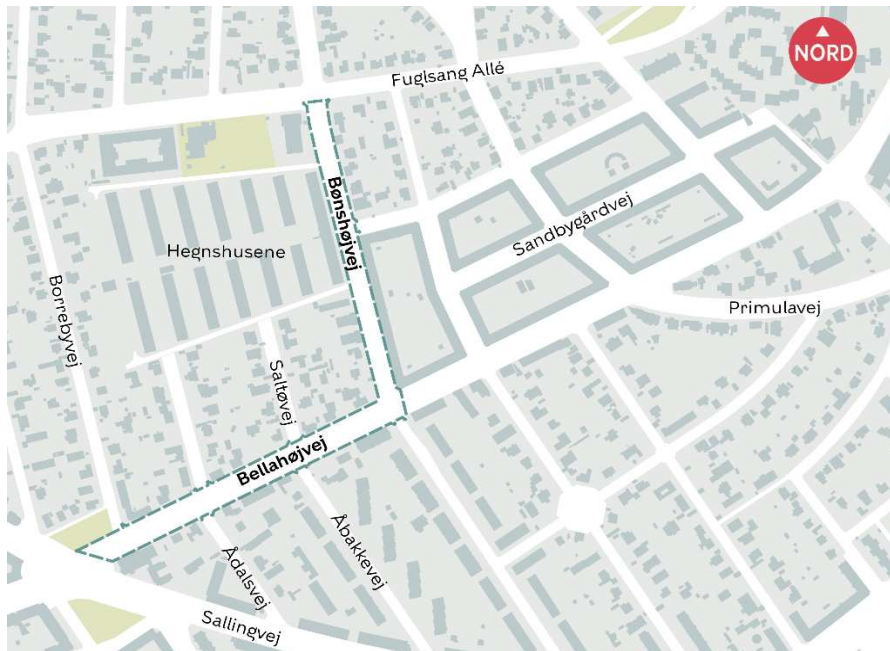 NORD
Fuglsang Allé
Bønshøjvej
Sandbygårdvej
Hegnshusene
Borrebyvej
Primulavej
Saltøvej
Bellahøjvej
Åbakkevej
Ådalsvej
Sallingvej